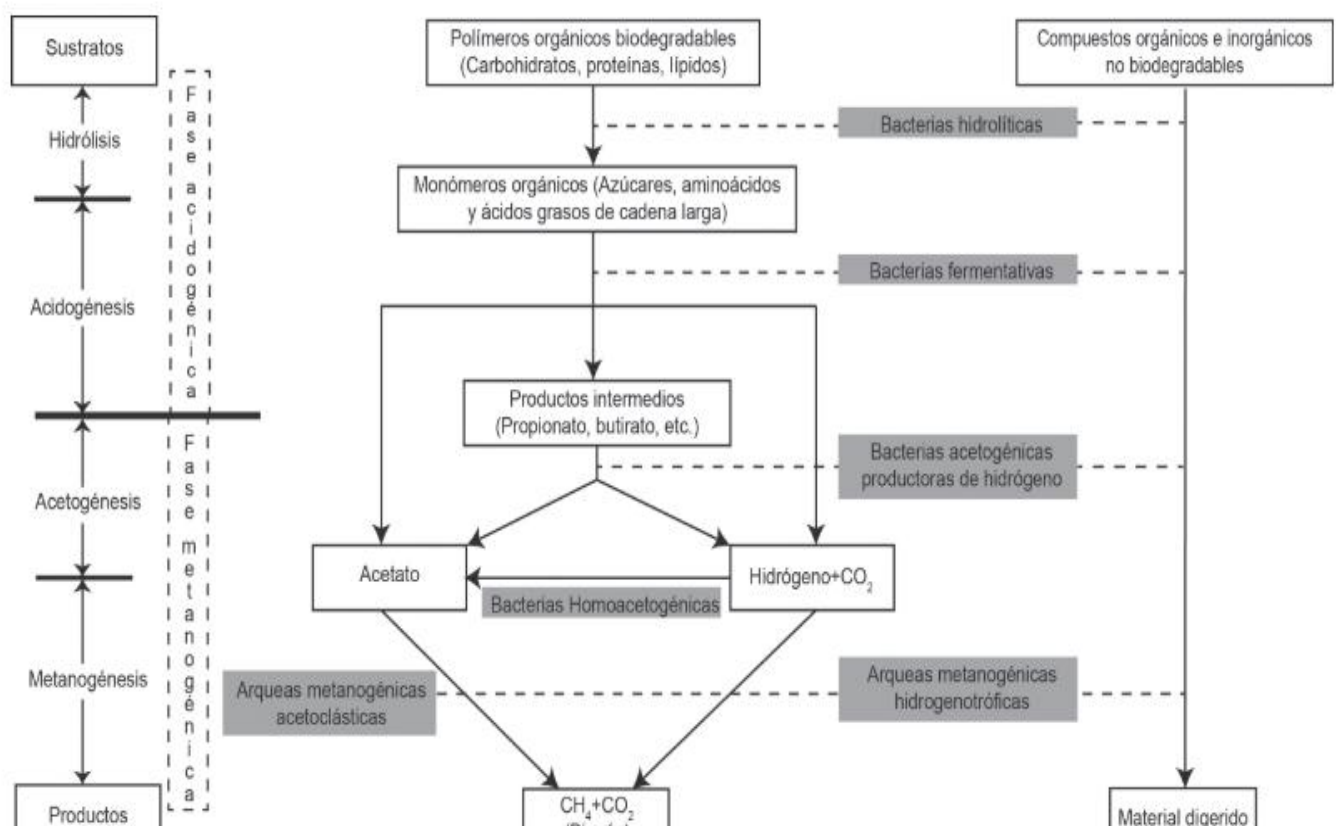 Sustratos
Polímeros orgánicos biodegradables
(Carbohidratos, proteínas, lípidos)
Compuestos orgánicos e inorgánicos
no biodegradables
Fase acidogénica
Hidrólisis
Bacterias hidrolíticas
Monómeros orgánicos (Azúcares, aminoácidos
y ácidos grasos de cadena larga)
Bacterias fermentativas
Acidogénesis
Productos intermedios
(Propionato, butirato, etc.)
Fase metanogénica
Bacterias acetogénicas
productoras de hidrógeno
Acetogénesis
Acetato
Hidrógeno+CO₂
Bacterias Homoacetogénicas
Metanogénesis
Arqueas metanogénicas
acetoclásticas
Arqueas metanogénicas
hidrogenotróficas
Productos
CH₄+CO₂
Material digerido